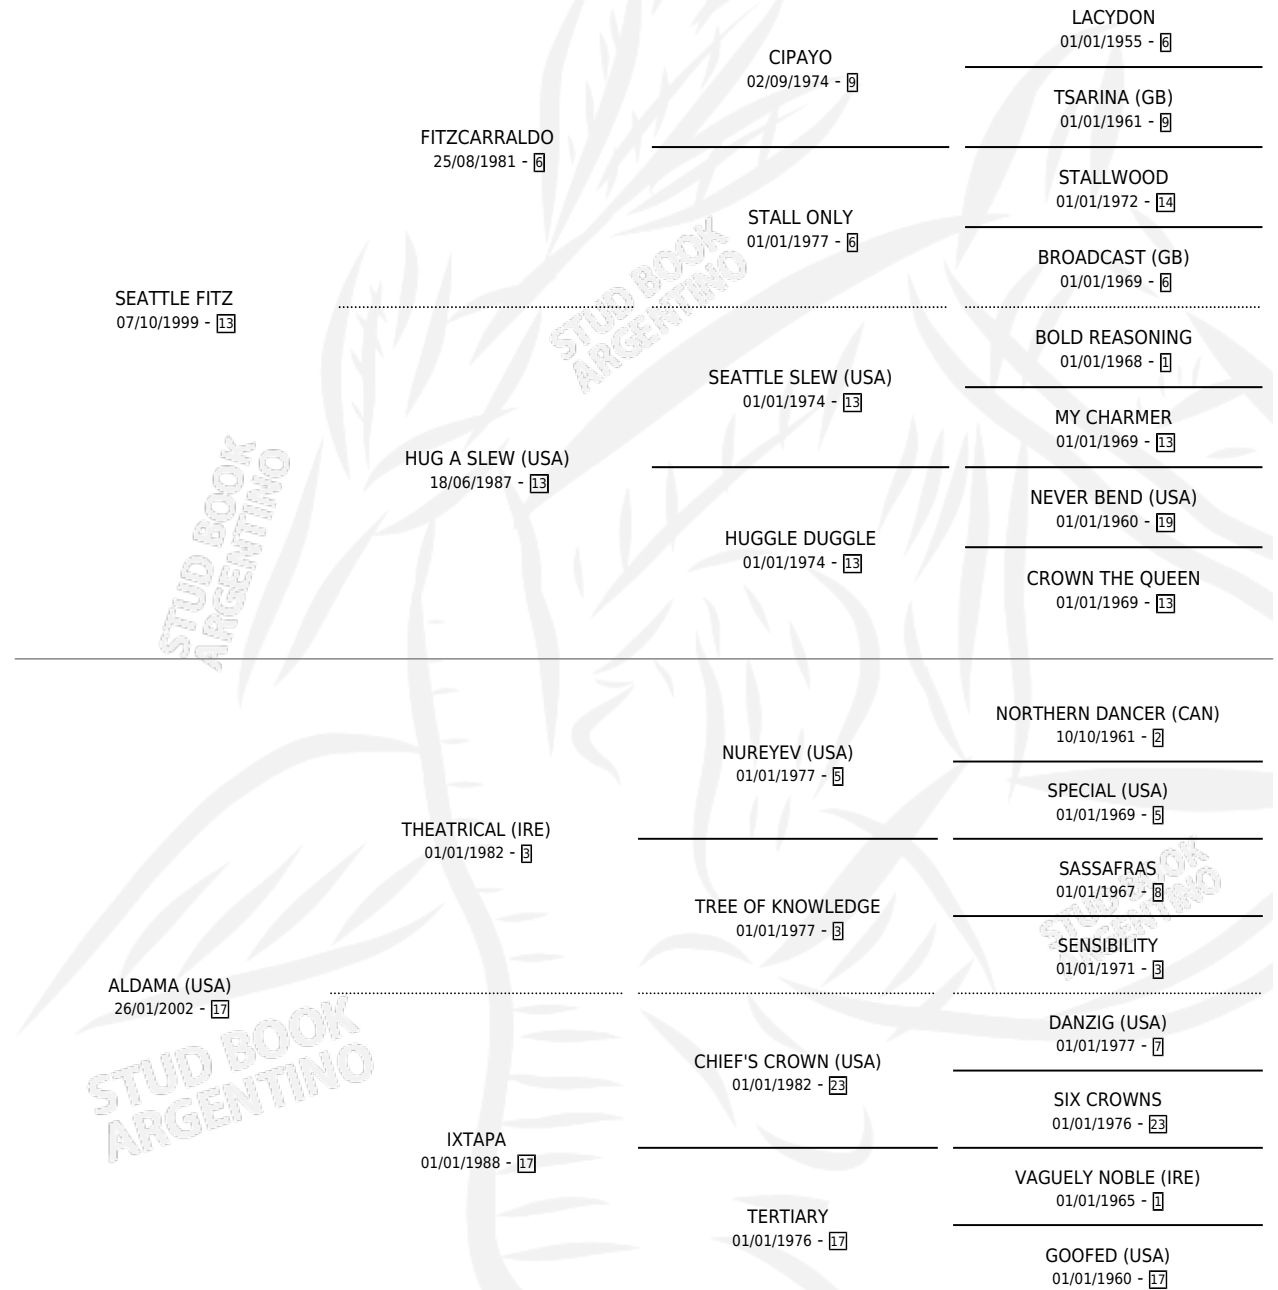 LACYDON
01/01/1955 - 6
CIPAYO
02/09/1974 - 9
TSARINA (GB)
01/01/1961 - 9
FITZCARRALDO
25/08/1981 - 6
STALLWOOD
01/01/1972 - 14
STALL ONLY
01/01/1977 - 6
BROADCAST (GB)
01/01/1969 - 6
SEATTLE FITZ
07/10/1999 - 13
STUD BOOK
ARGENTINO
BOLD REASONING
01/01/1968 - 1
SEATTLE SLEW (USA)
01/01/1974 - 13
MY CHARMER
01/01/1969 - 13
HUG A SLEW (USA)
18/06/1987 - 13
NEVER BEND (USA)
01/01/1960 - 19
HUGGLE DUGGLE
01/01/1974 - 13
CROWN THE QUEEN
01/01/1969 - 13
STUD BOOK
ARGENTINO
NORTHERN DANCER (CAN)
10/10/1961 - 2
NUREYEV (USA)
01/01/1977 - 5
SPECIAL (USA)
01/01/1969 - 5
THEATRICAL (IRE)
01/01/1982 - 3
SASSAFRAS
01/01/1967 - 8
TREE OF KNOWLEDGE
01/01/1977 - 3
STUD BOOK
ARGENTINO
SENSIBILITY
01/01/1971 - 3
ALDAMA (USA)
26/01/2002 - 17
STUD BOOK
ARGENTINO
DANZIG (USA)
01/01/1977 - 7
CHIEF'S CROWN (USA)
01/01/1982 - 23
SIX CROWNS
01/01/1976 - 23
IXTAPA
01/01/1988 - 17
VAGUELY NOBLE (IRE)
01/01/1965 - 1
TERTIARY
01/01/1976 - 17
GOOFED (USA)
01/01/1960 - 17